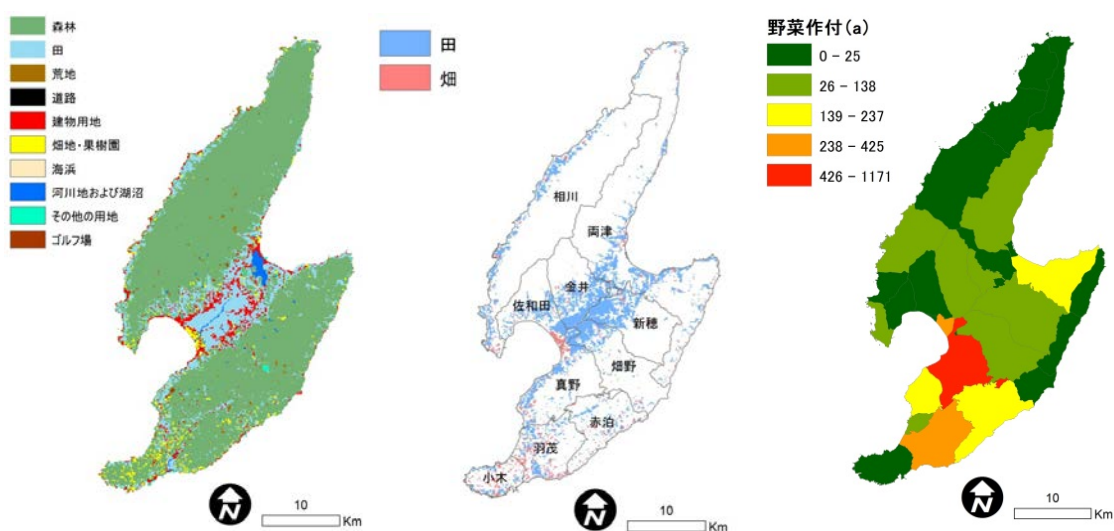 森林
田
荒地
道路
建物用地
畑地・果樹園
海浜
河川地および湖沼
その他の用地
ゴルフ場
N
10
Km
田
畑
相川
両津
金井
佐和田
新穂
畑野
真野
赤泊
羽茂
小木
N
10
Km
野菜作付(a)
0 - 25
26 - 138
139 - 237
238 - 425
426 - 1171
N
10
Km